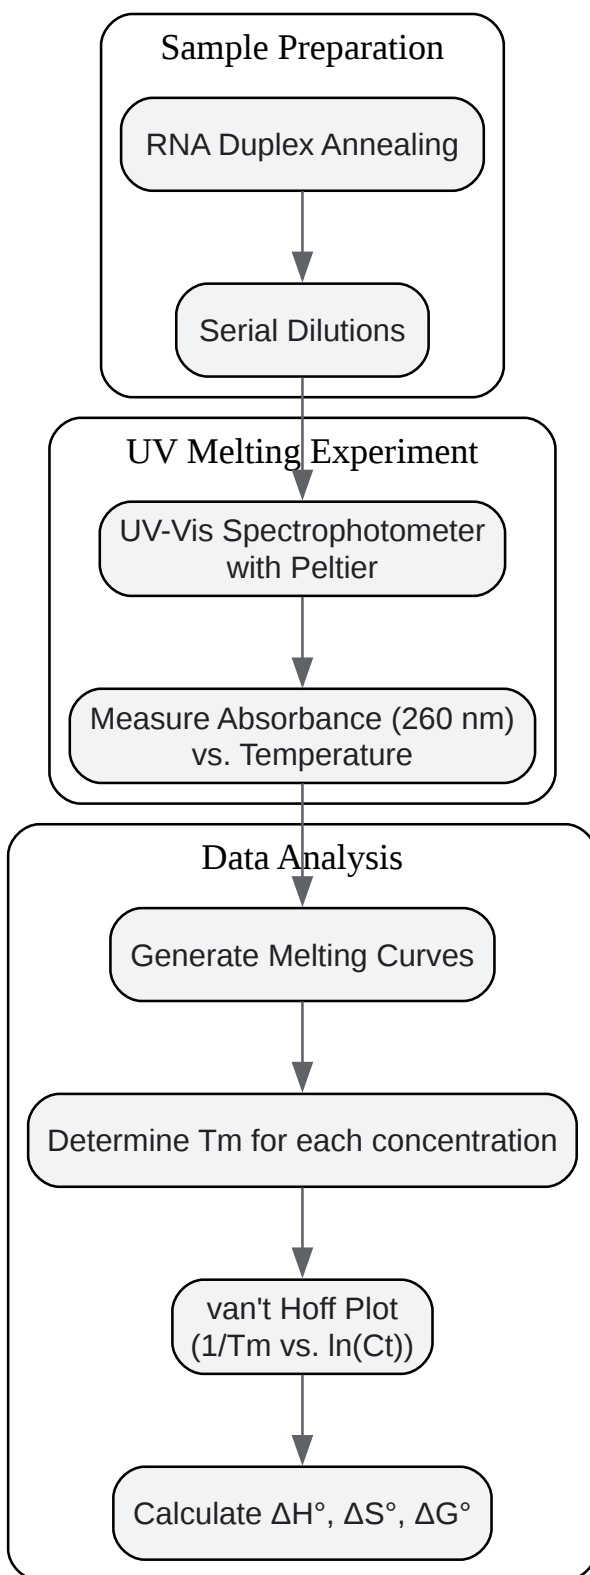 Sample Preparation
RNA Duplex Annealing
Serial Dilutions
UV Melting Experiment
UV-Vis Spectrophotometer
with Peltier
Measure Absorbance (260 nm)
vs. Temperature
Data Analysis
Generate Melting Curves
Determine Tm for each concentration
van't Hoff Plot
(1/Tm vs. ln(Ct))
Calculate ΔH°, ΔS°, ΔG°